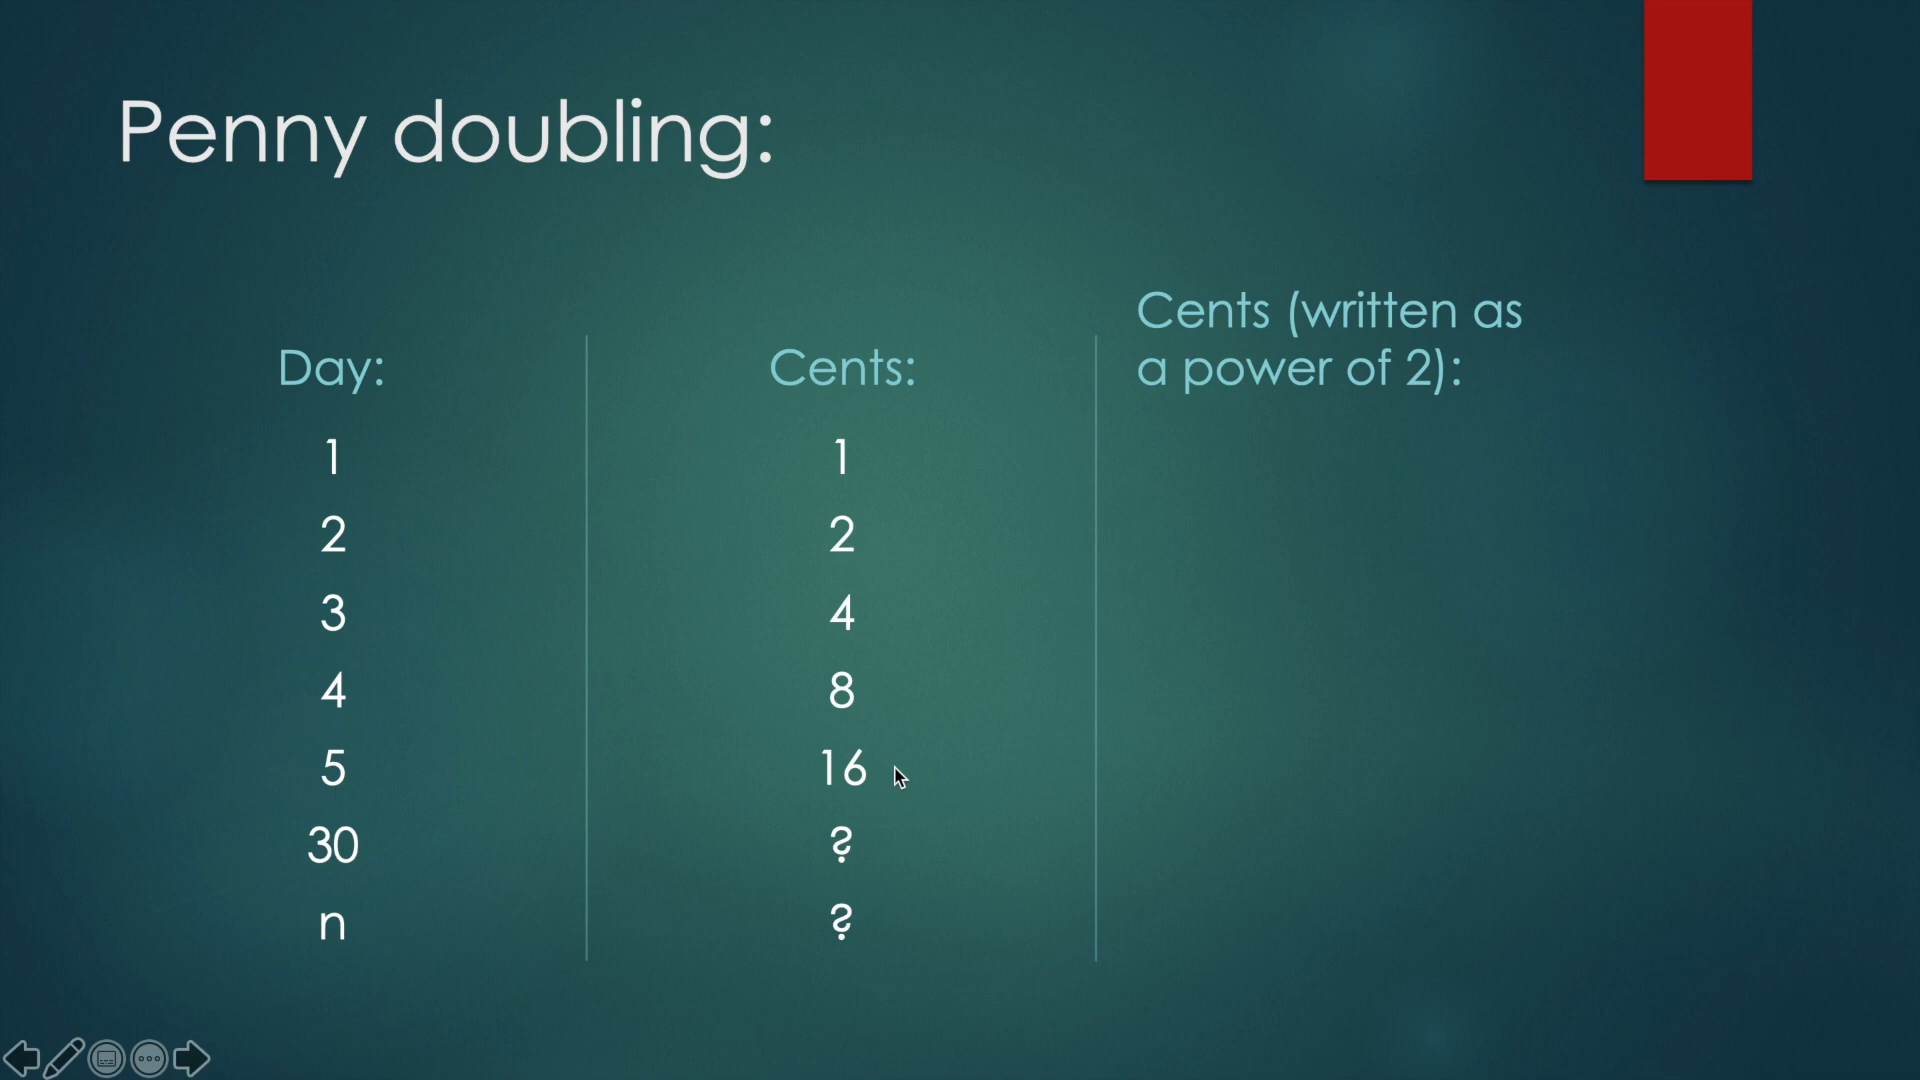 Penny doubling:
Day:
1
2
3
4
5
30
n
Cents:
1
2
4
8
16
?
?
Cents (written as
a power of 2):